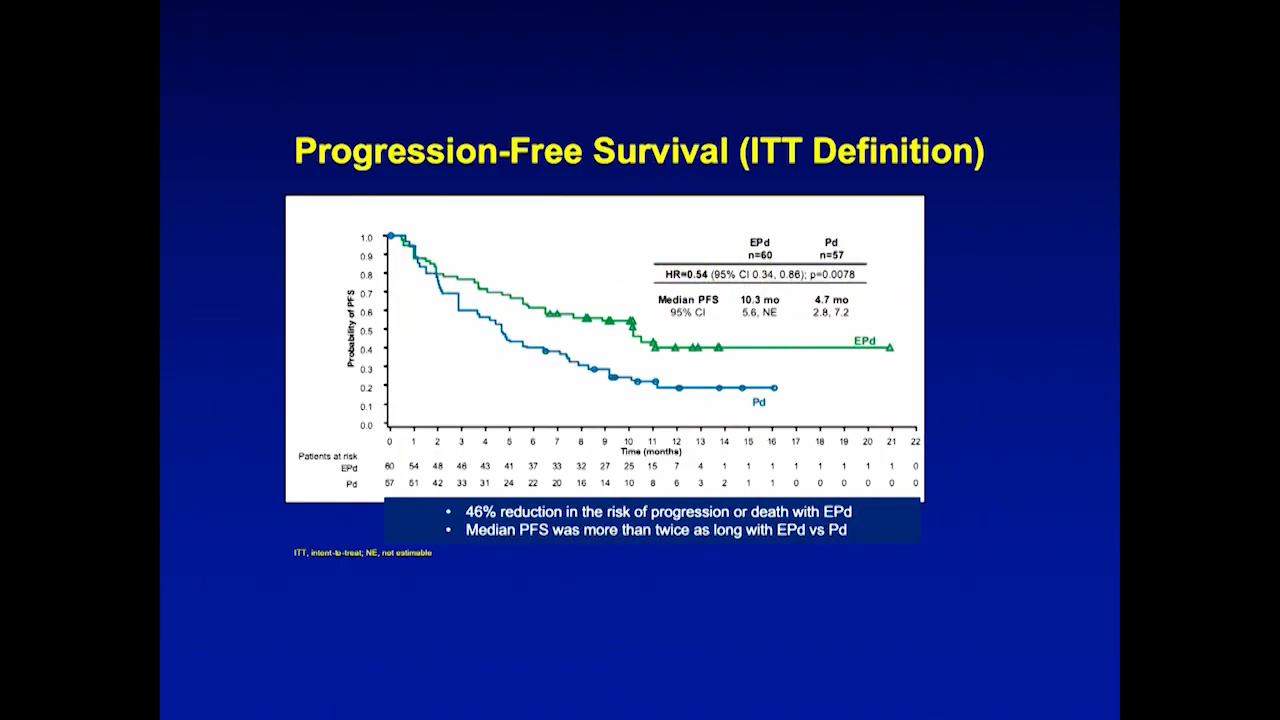 Progression-Free Survival (ITT Definition)
EPd Pd
n=60 n=57
HR=0.54 (95% CI 0.34, 0.86); p=0.0078
Median PFS 10.3 mo 4.7 mo
95% CI 5.6, NE 2.8, 7.2
Probability of PFS
1.0
0.9
0.8
0.7
0.6
0.5
0.4
0.3
0.2
0.1
0.0
EPd
Pd
0 1 2 3 4 5 6 7 8 9 10 11 12 13 14 15 16 17 18 19 20 21 22
Time (months)
Patients at risk
EPd 60 54 48 46 43 41 37 33 32 27 25 15 7 4 1 1 1 1 1 1 1 1 0
Pd 57 51 42 33 31 24 22 20 16 14 10 8 6 3 2 1 1 0 0 0 0 0 0
• 46% reduction in the risk of progression or death with EPd
• Median PFS was more than twice as long with EPd vs Pd
ITT, intent-to-treat; NE, not estimable